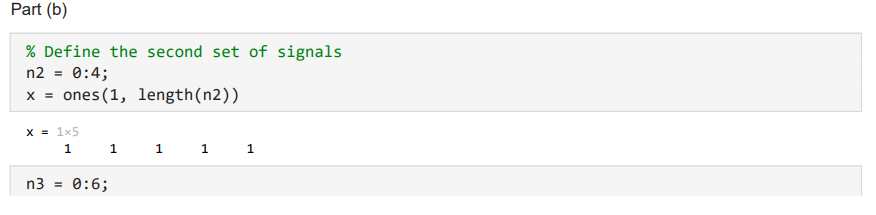 Part (b)
% Define the second set of signals
n2 = 0:4;
x = ones(1, length(n2))
x = 1×5
1 1 1 1 1
n3 = 0:6;